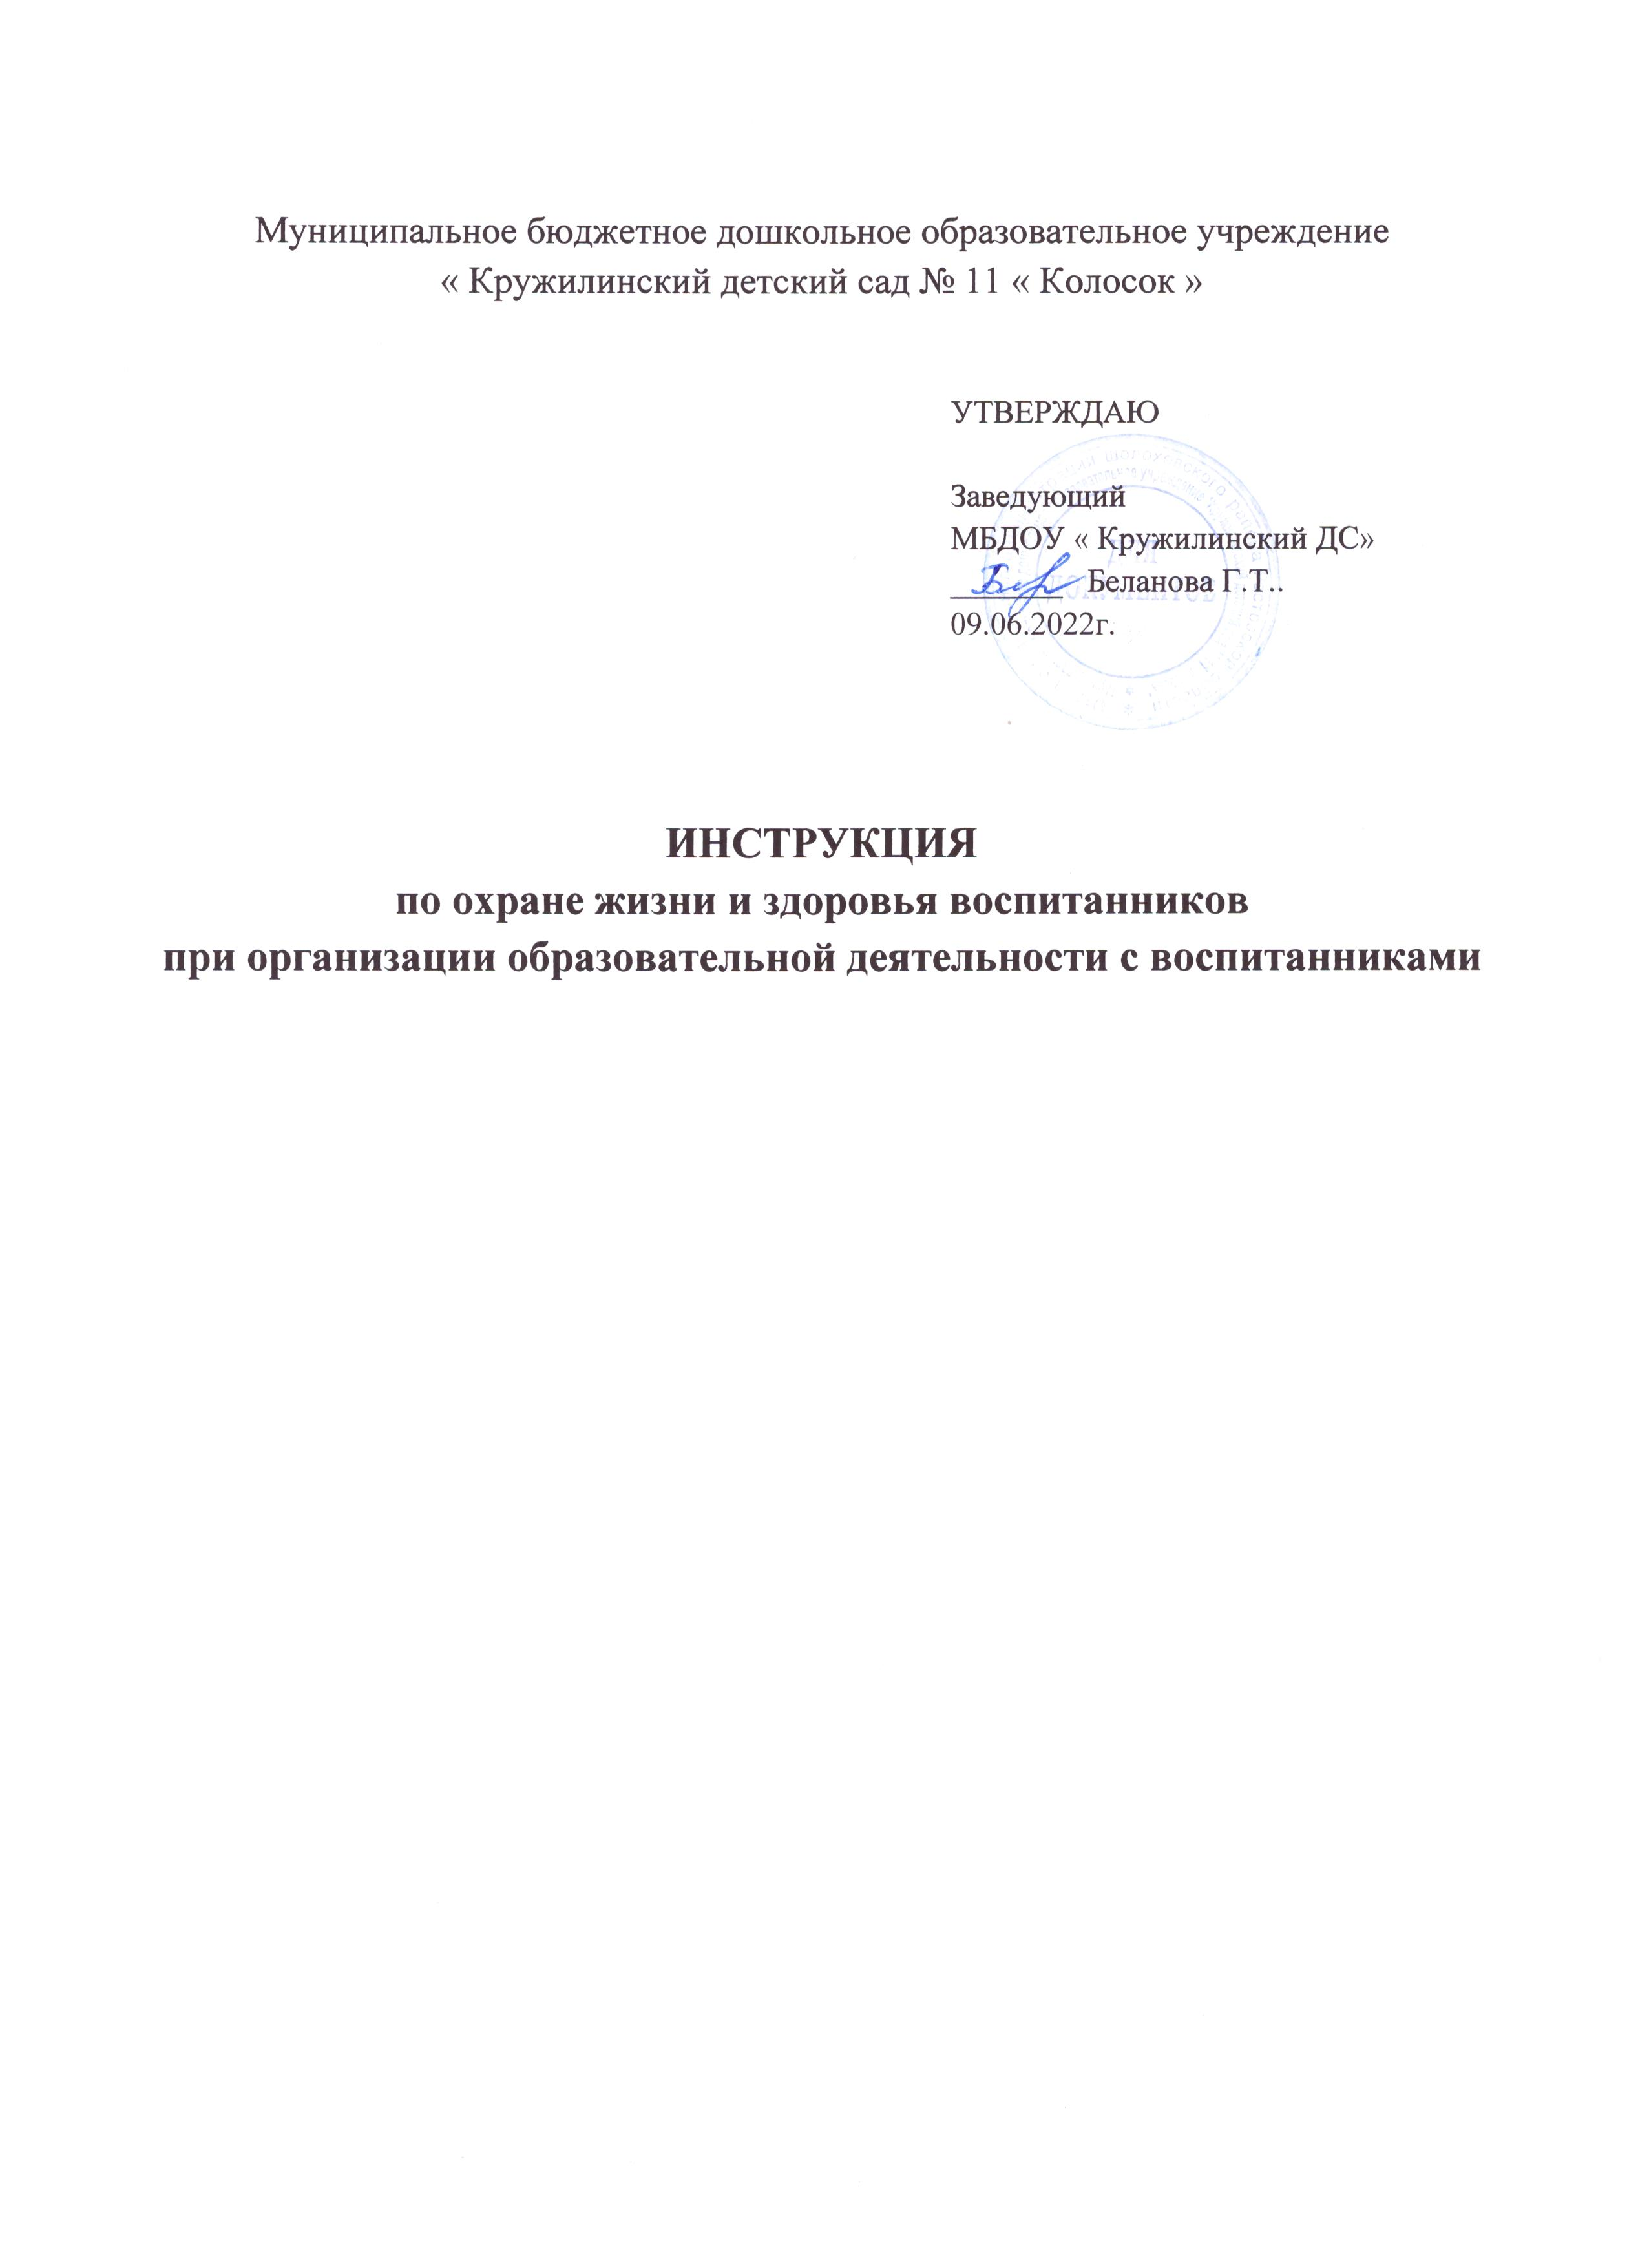 Муниципальное бюджетное дошкольное образовательное учреждение
« Кружилинский детский сад № 11 « Колосок »
УТВЕРЖДАЮ
Заведующий
МБДОУ « Кружилинский ДС»
Беланова Г.Т..
09.06.2022г.
ИНСТРУКЦИЯ
по охране жизни и здоровья воспитанников
при организации образовательной деятельности с воспитанниками